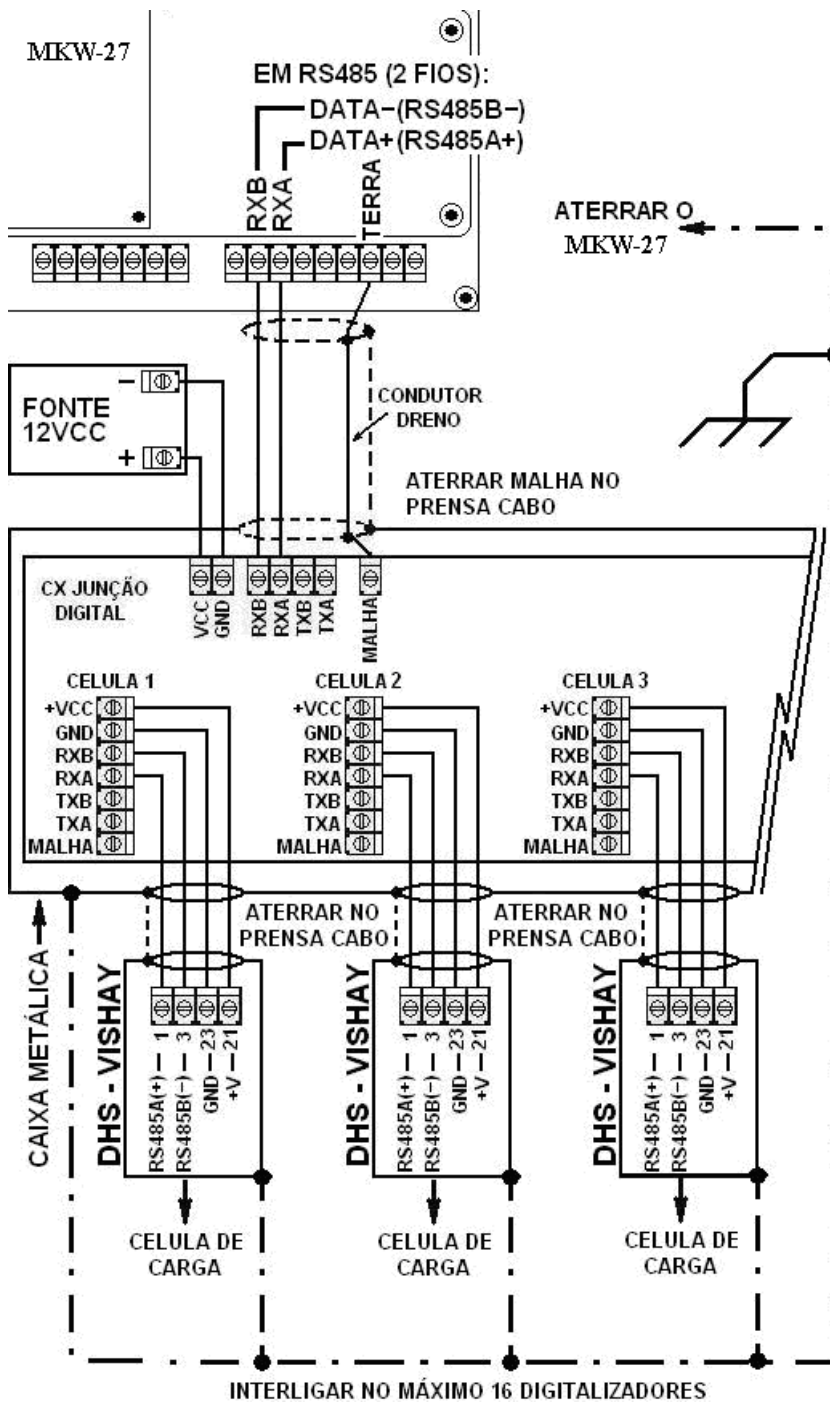 MKW-27
EM RS485 (2 FIOS):
DATA−(RS485B−)
DATA+(RS485A+)
RXB
RXA
TERRA
ATERRAR O
MKW-27
FONTE
12VCC
−
+
CONDUTOR
DRENO
ATERRAR MALHA NO
PRENSA CABO
CX JUNÇÃO
DIGITAL
VCC
GND
RXB
RXA
TXB
TXA
MALHA
CELULA 1
+VCC
GND
RXB
RXA
TXB
TXA
MALHA
CELULA 2
+VCC
GND
RXB
RXA
TXB
TXA
MALHA
CELULA 3
+VCC
GND
RXB
RXA
TXB
TXA
MALHA
ATERRAR NO
PRENSA CABO
ATERRAR NO
PRENSA CABO
CAIXA METÁLICA
DHS - VISHAY
RS485A(+) — 1
RS485B(−) — 3
GND — 23
+V — 21
CELULA DE
CARGA
DHS - VISHAY
RS485A(+) — 1
RS485B(−) — 3
GND — 23
+V — 21
CELULA DE
CARGA
DHS - VISHAY
RS485A(+) — 1
RS485B(−) — 3
GND — 23
+V — 21
CELULA DE
CARGA
INTERLIGAR NO MÁXIMO 16 DIGITALIZADORES